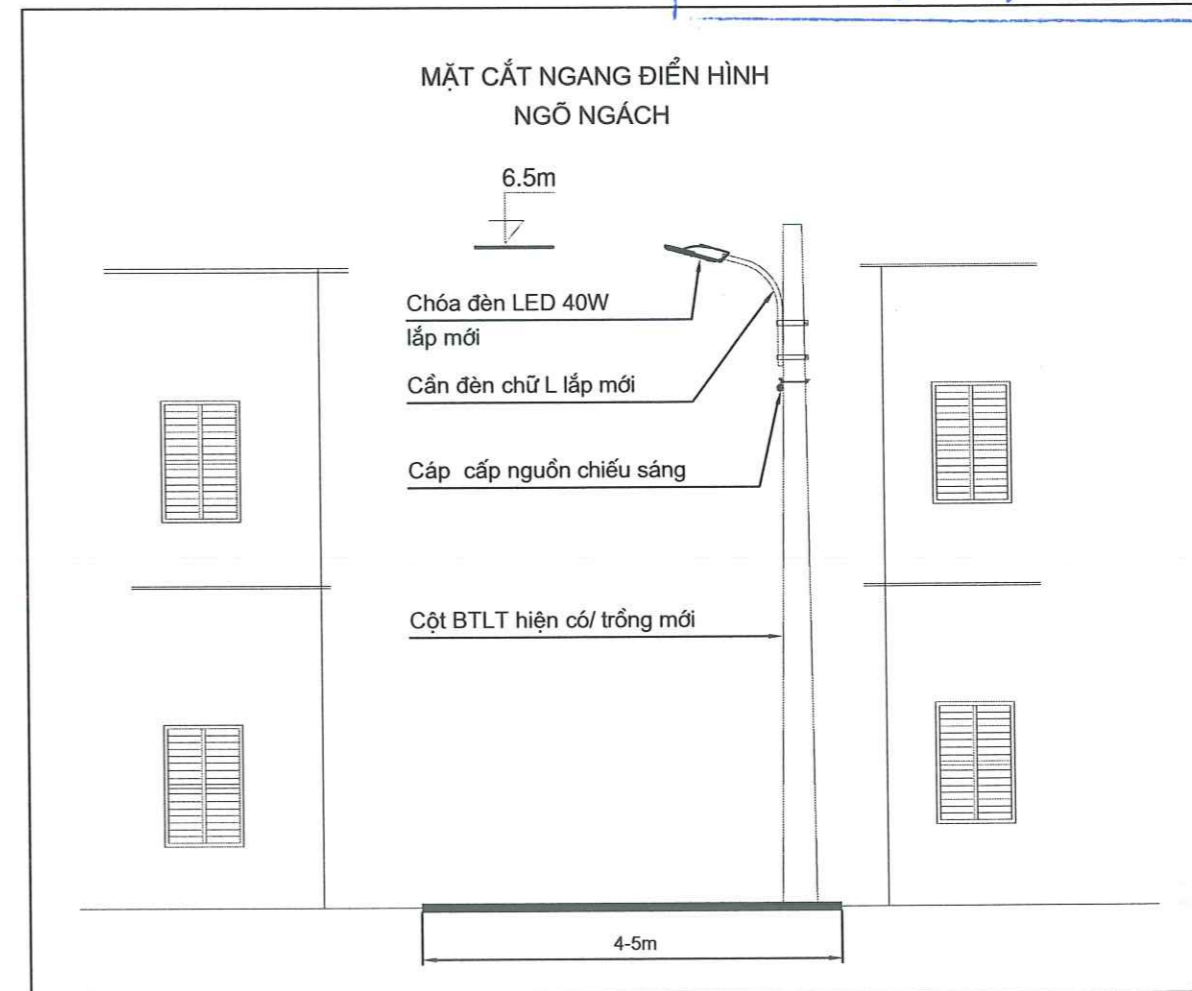 MẶT CẮT NGANG ĐIỂN HÌNH
NGÕ NGÁCH
6.5m
Chóa đèn LED 40W
lắp mới
Cần đèn chữ L lắp mới
Cáp cấp nguồn chiếu sáng
Cột BTLT hiện có/ trồng mới
4-5m